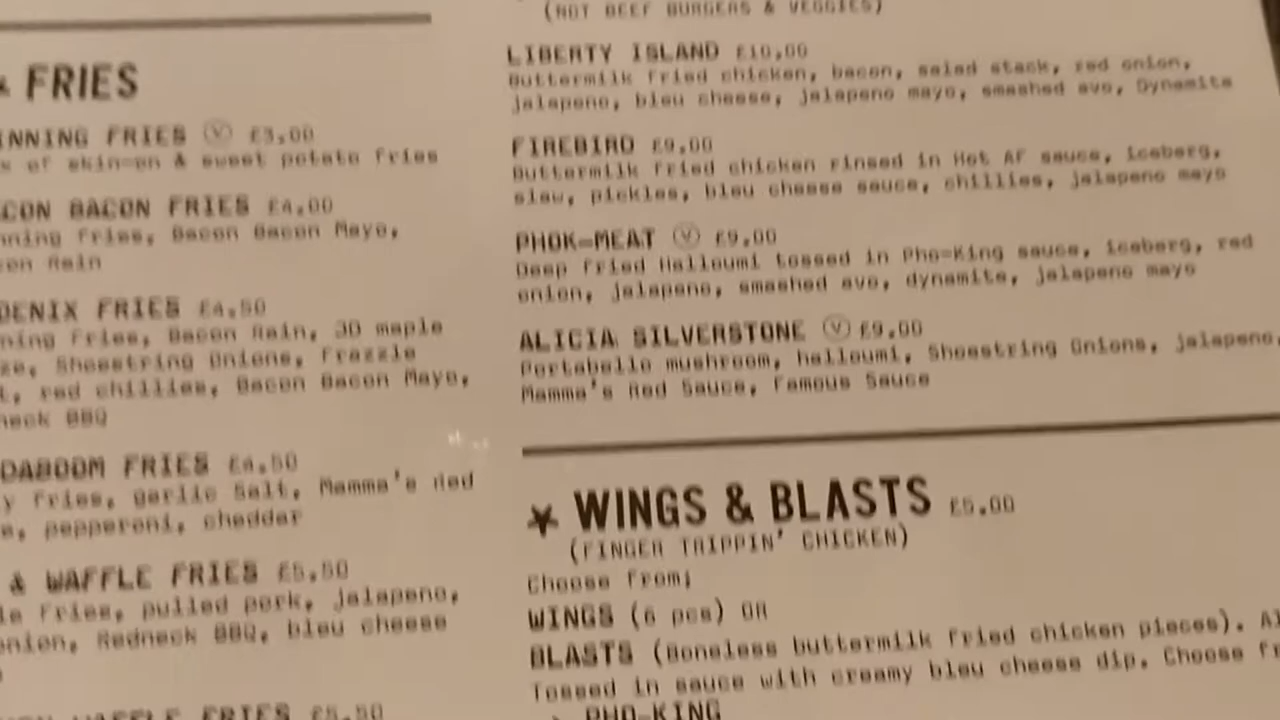 & FRIES
INNING FRIES Ⓥ £3.00
s of skin-on & sweet potato fries
CON BACON FRIES £4.00
nning fries, Bacon Bacon Mayo,
con Rain
OENIX FRIES £4.50
ning fries, Bacon Rain, 3D maple
ze, Shoestring Onions, Frazzle
t, red chillies, Bacon Bacon Mayo,
neck BBQ
DABOOM FRIES £4.50
y fries, garlic Salt, Mamma's Red
e, pepperoni, cheddar
& WAFFLE FRIES £5.50
le fries, pulled pork, jalapeno,
onion, Redneck BBQ, bleu cheese
WAFFLE FRIES £5.50
(NOT BEEF BURGERS & VEGGIES)
LIBERTY ISLAND £10.00
Buttermilk fried chicken, bacon, salad stack, red onion,
jalapeno, bleu cheese, jalapeno mayo, smashed avo, Dynamite
FIREBIRD £9.00
Buttermilk fried chicken rinsed in Hot AF sauce, iceberg,
slaw, pickles, bleu cheese sauce, chillies, jalapeno mayo
PHOK-MEAT Ⓥ £9.00
Deep fried Halloumi tossed in Pho-King sauce, iceberg, red
onion, jalapeno, smashed avo, dynamite, jalapeno mayo
ALICIA SILVERSTONE Ⓥ £9.00
Portabello mushroom, halloumi, Shoestring Onions, jalapeno,
Mamma's Red Sauce, Famous Sauce
WINGS & BLASTS £5.00
(FINGER TRIPPIN' CHICKEN)
Choose from;
WINGS (6 pcs) OR
BLASTS (Boneless buttermilk fried chicken pieces). Al
Tossed in sauce with creamy bleu cheese dip. Choose fr
PHO-KING